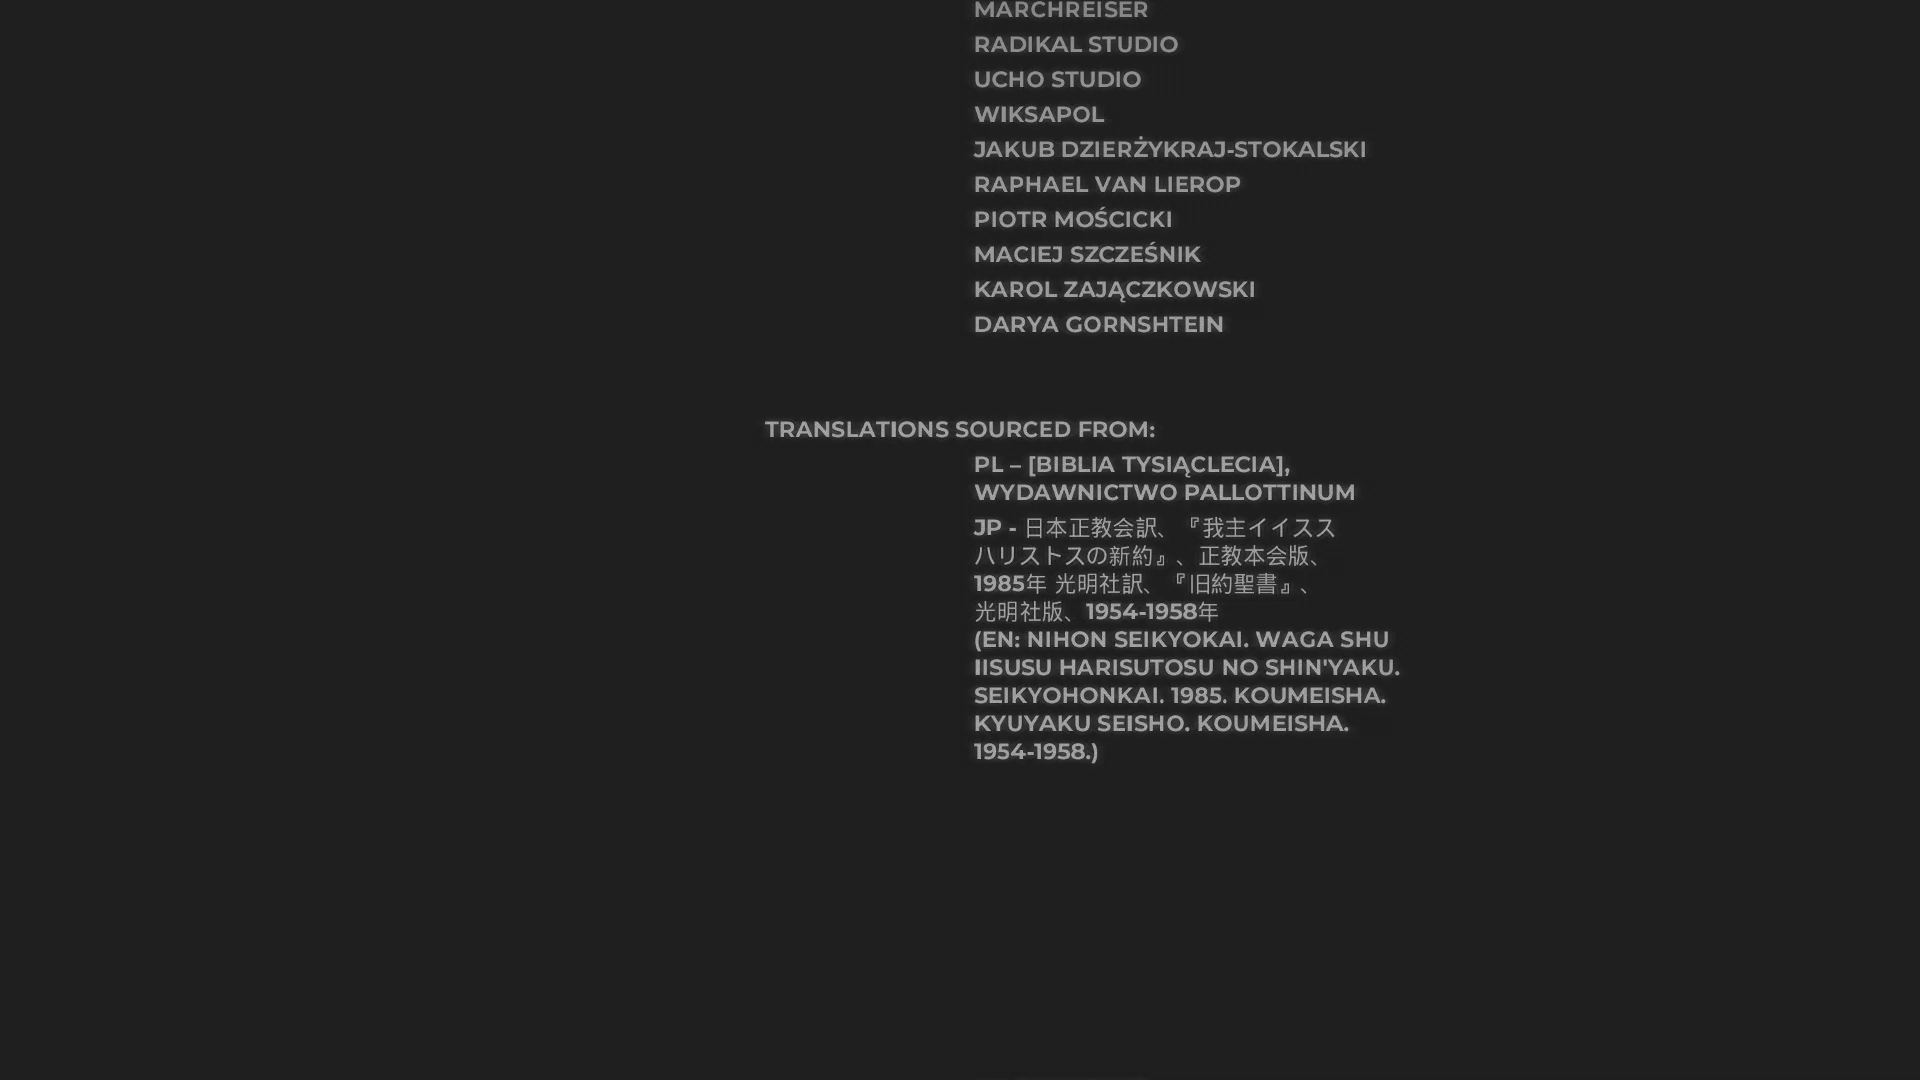 MARCHREISER
RADIKAL STUDIO
UCHO STUDIO
WIKSAPOL
JAKUB DZIERŻYKRAJ-STOKALSKI
RAPHAEL VAN LIEROP
PIOTR MOŚCICKI
MACIEJ SZCZEŚNIK
KAROL ZAJĄCZKOWSKI
DARYA GORNSHTEIN
TRANSLATIONS SOURCED FROM:
PL – [BIBLIA TYSIĄCLECIA],
WYDAWNICTWO PALLOTTINUM
JP - 日本正教会訳、『我主イイスス
ハリストスの新約』、正教本会版、
1985年 光明社訳、『旧約聖書』、
光明社版、1954-1958年
(EN: NIHON SEIKYOKAI. WAGA SHU
IISUSU HARISUTOSU NO SHIN'YAKU.
SEIKYOHONKAI. 1985. KOUMEISHA.
KYUYAKU SEISHO. KOUMEISHA.
1954-1958.)